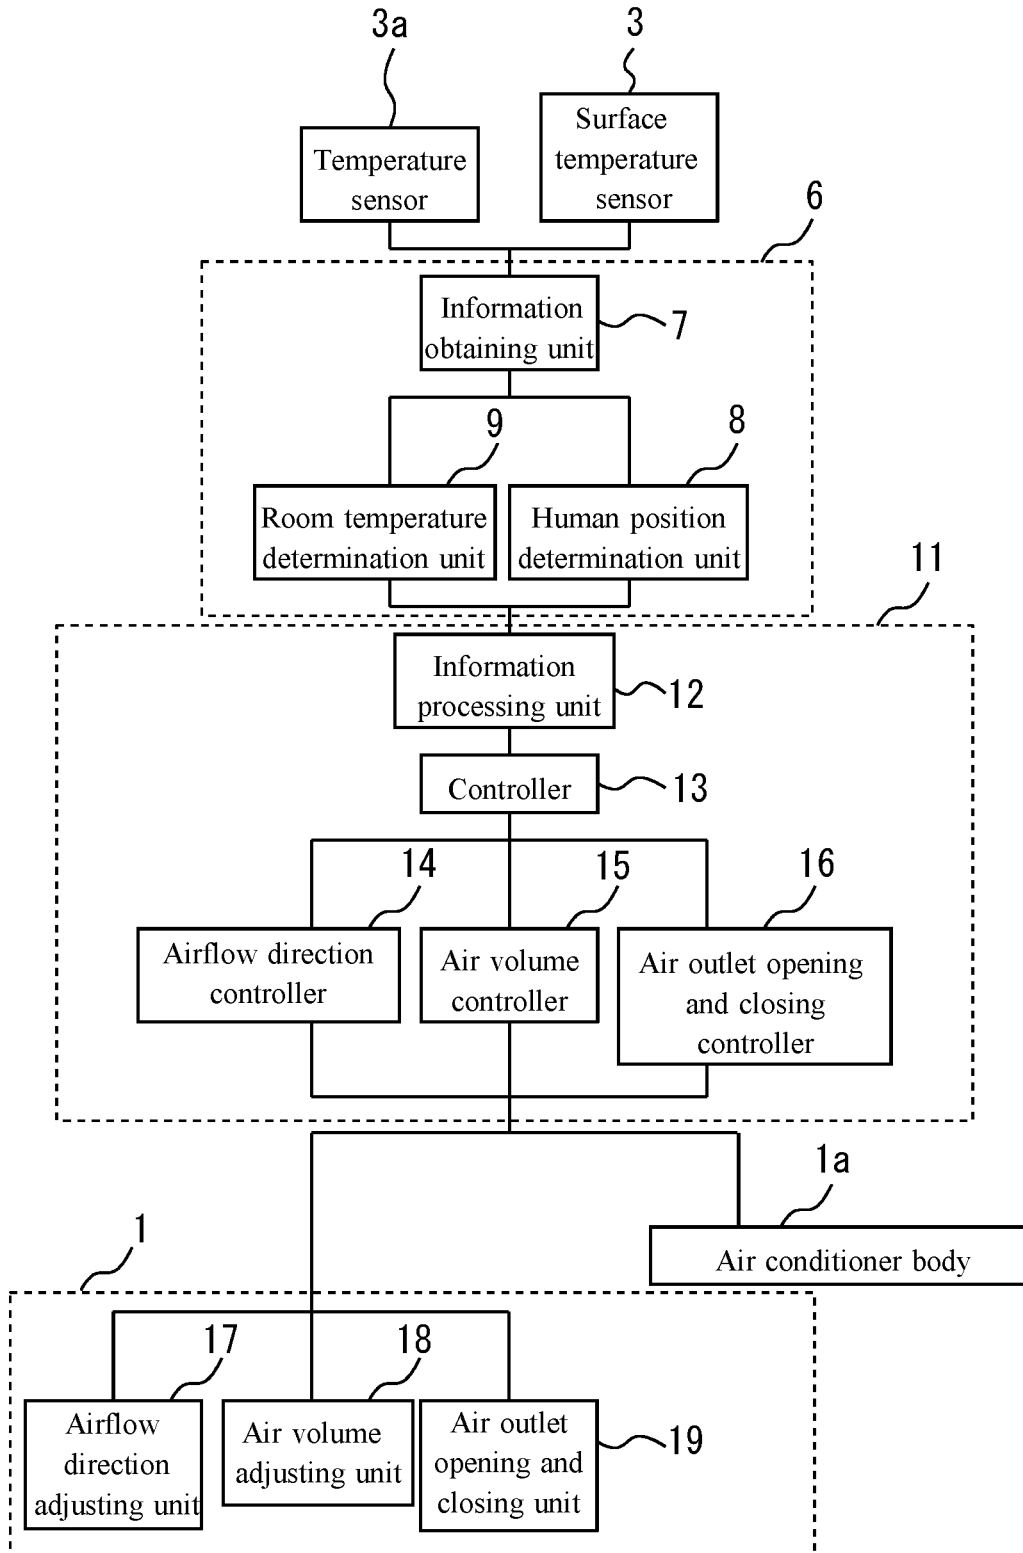 3a
3
Temperature
sensor
Surface
temperature
sensor
6
Information
obtaining unit
7
9
8
Room temperature
determination unit
Human position
determination unit
11
Information
processing unit
12
Controller
13
14
15
16
Airflow direction
controller
Air volume
controller
Air outlet opening
and closing
controller
1a
Air conditioner body
1
17
18
Airflow
direction
adjusting unit
Air volume
adjusting unit
Air outlet
opening and
closing unit
19